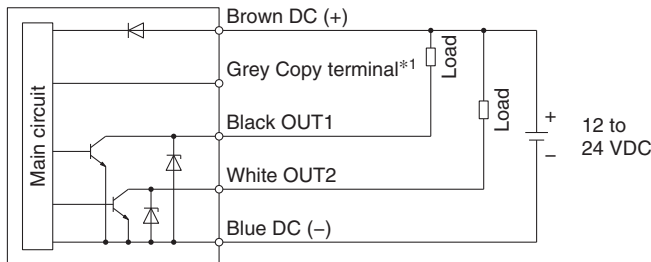 Brown DC (+)
Grey Copy terminal*1
Load
Load
Main circuit
Black OUT1
+
12 to
24 VDC
−
White OUT2
Blue DC (−)